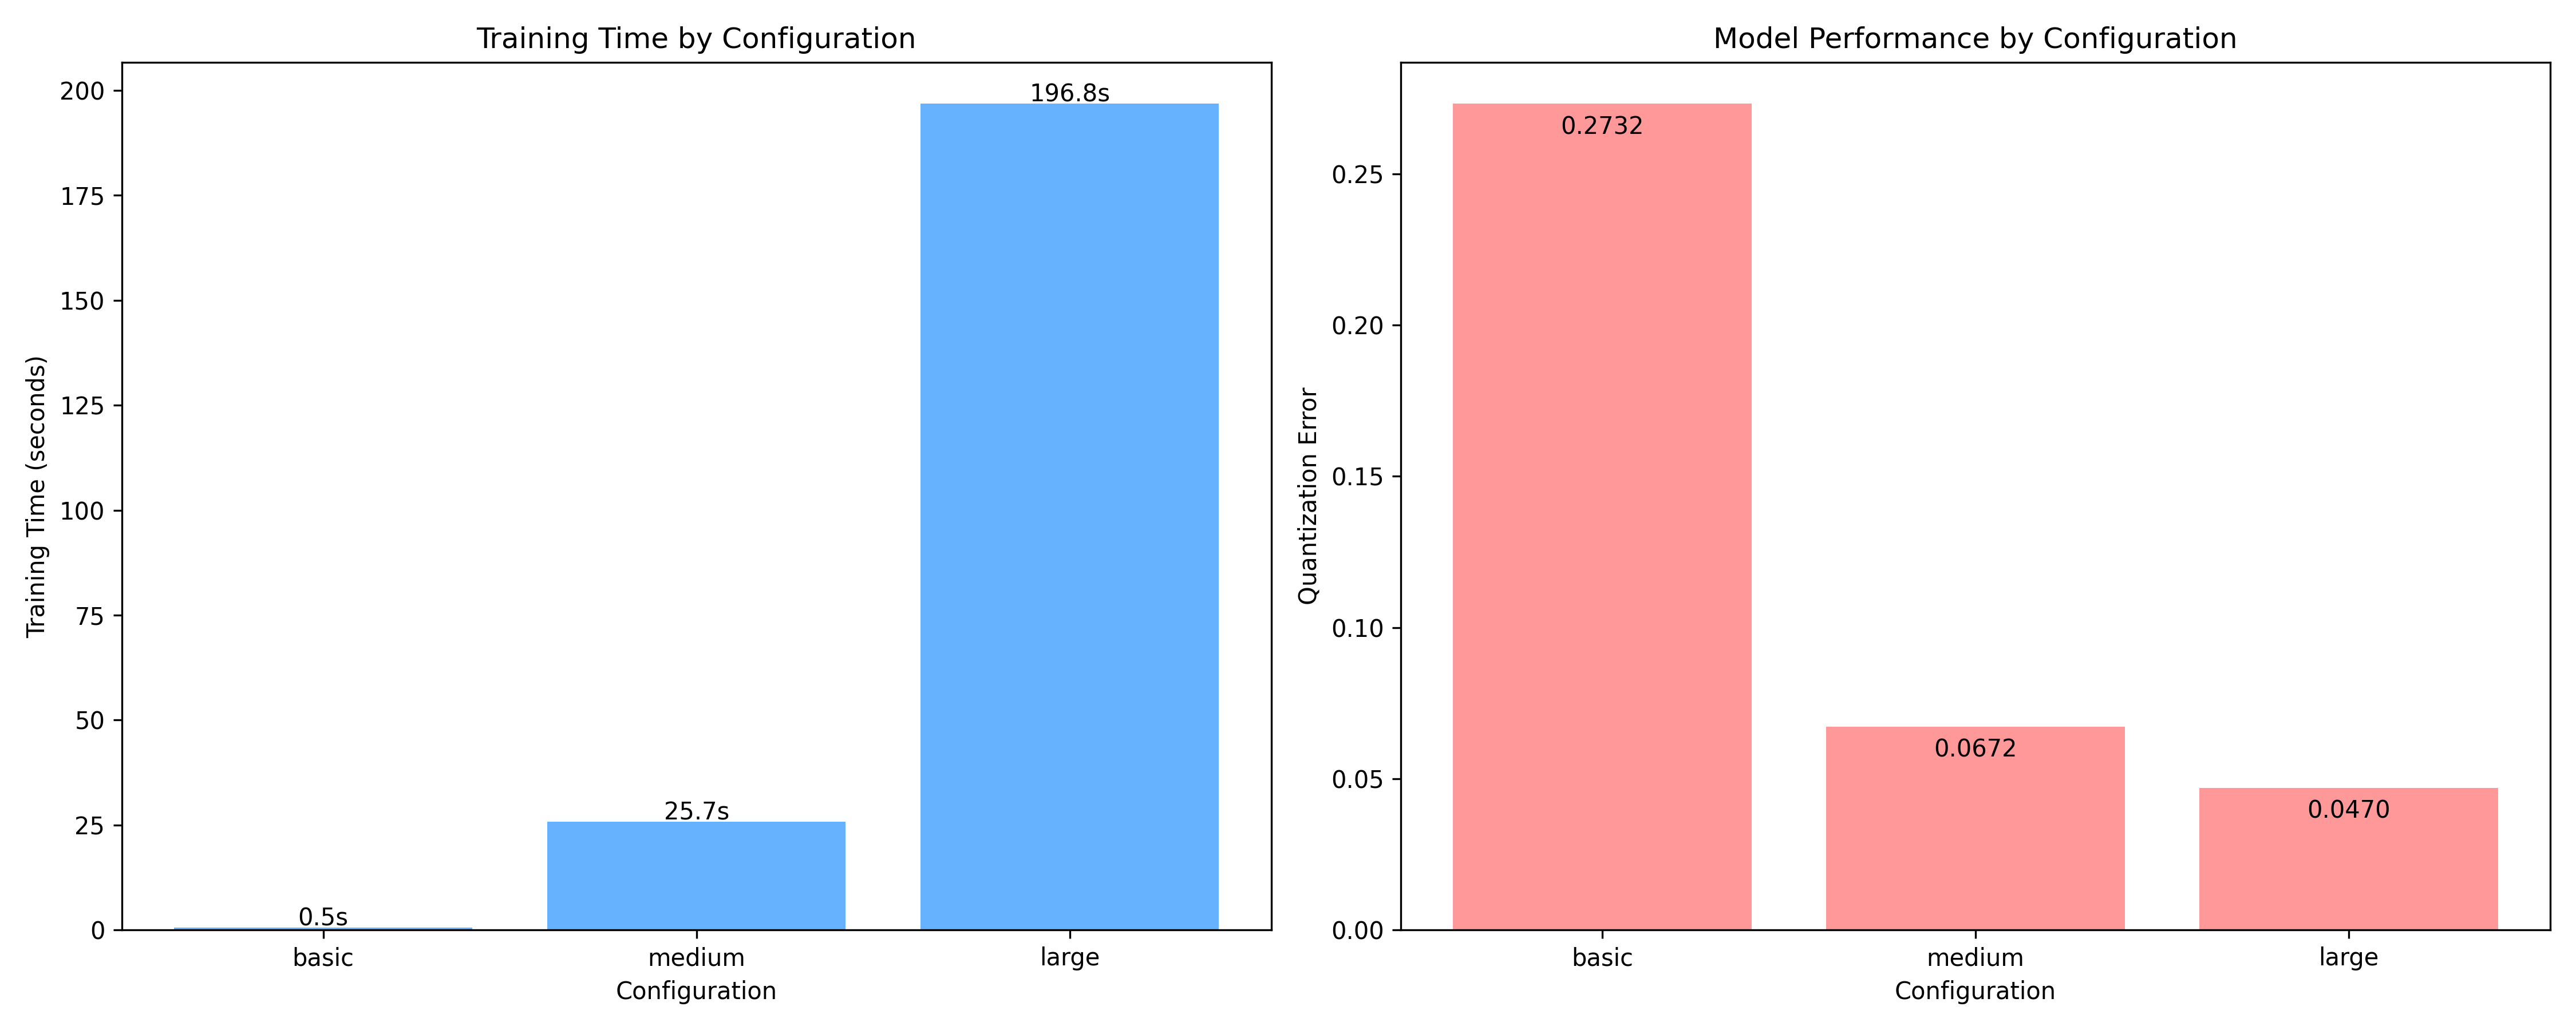 Training Time by Configuration
200
175
150
125
100
75
50
25
0
Training Time (seconds)
196.8s
25.7s
0.5s
basic
medium
large
Configuration
Model Performance by Configuration
0.25
0.20
0.15
0.10
0.05
0.00
Quantization Error
0.2732
0.0672
0.0470
basic
medium
large
Configuration